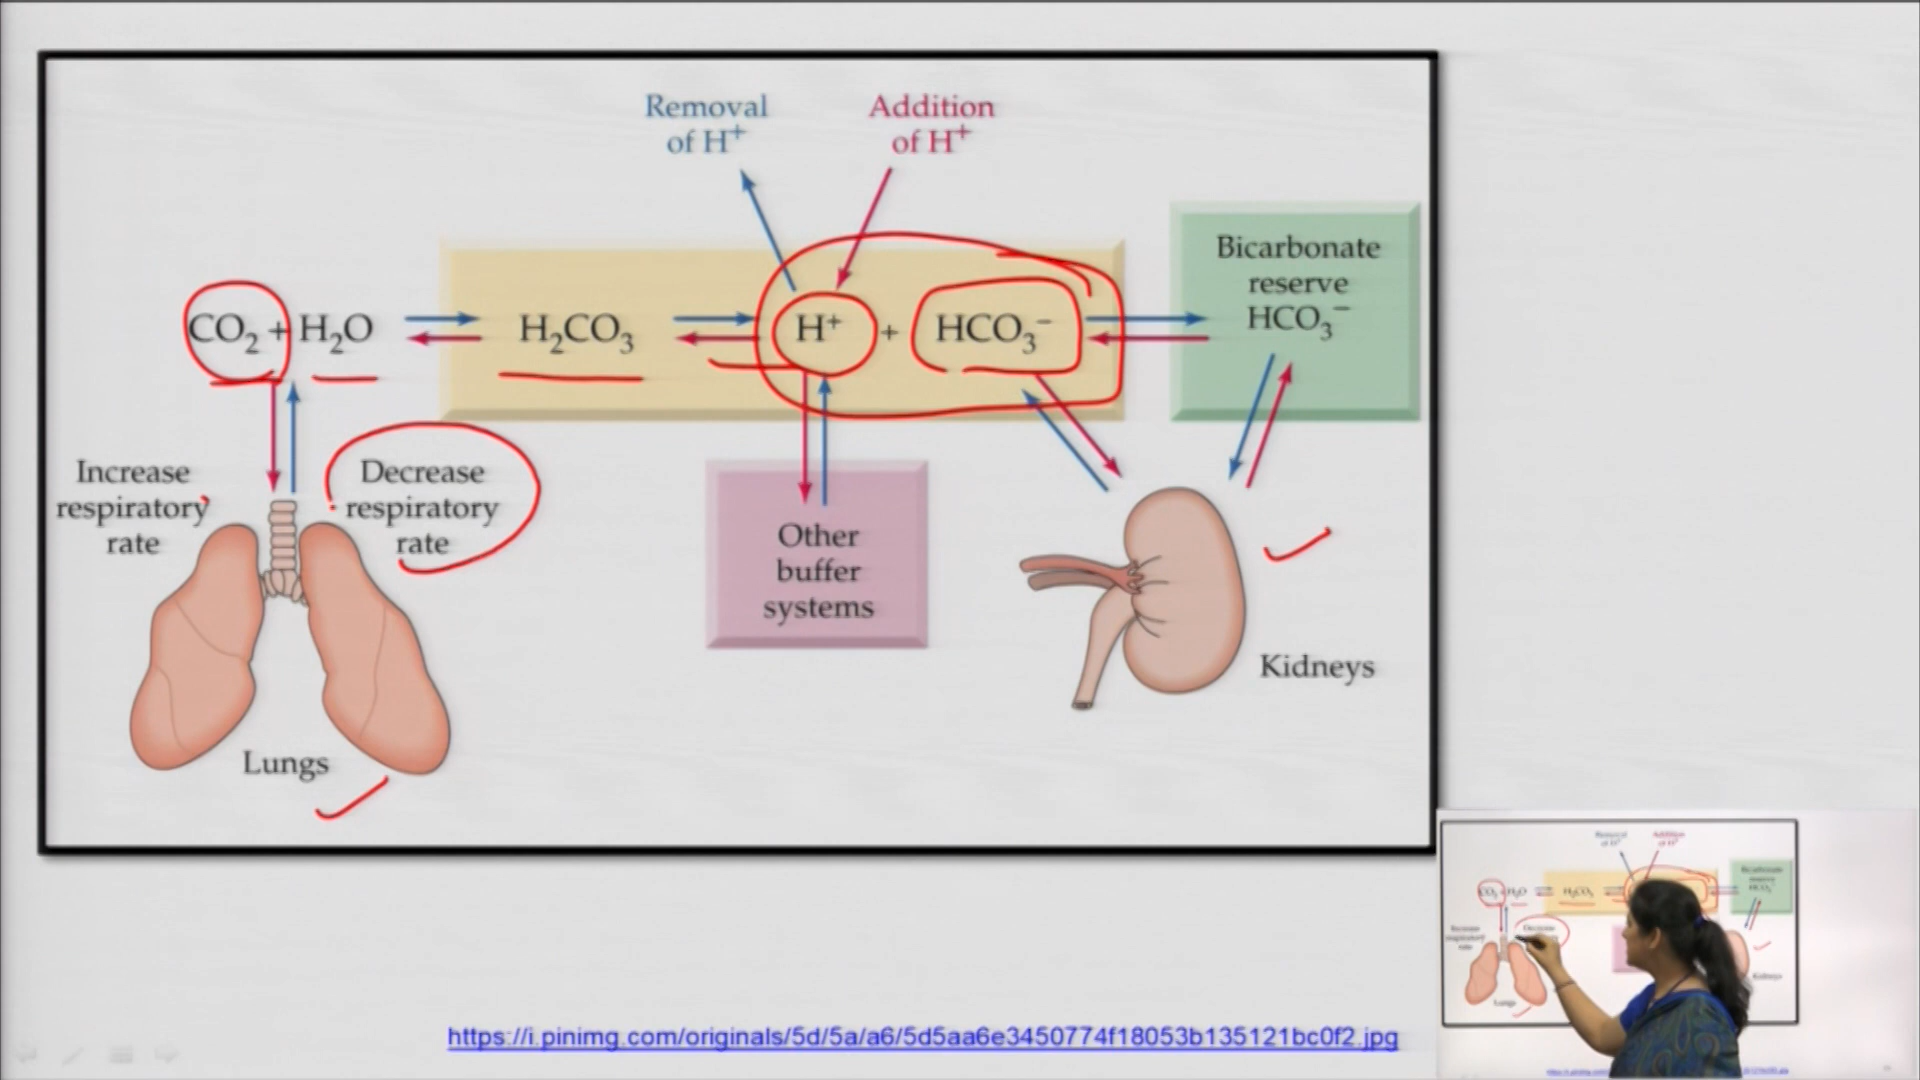 Removal
of H⁺
Addition
of H⁺
CO₂ + H₂O
H₂CO₃
H⁺ + HCO₃⁻
Bicarbonate
reserve
HCO₃⁻
Increase
respiratory
rate
Decrease
respiratory
rate
Other
buffer
systems
Lungs
Kidneys
https://i.pinimg.com/originals/5d/5a/a6/5d5aa6e3450774f18053b135121bc0f2.jpg